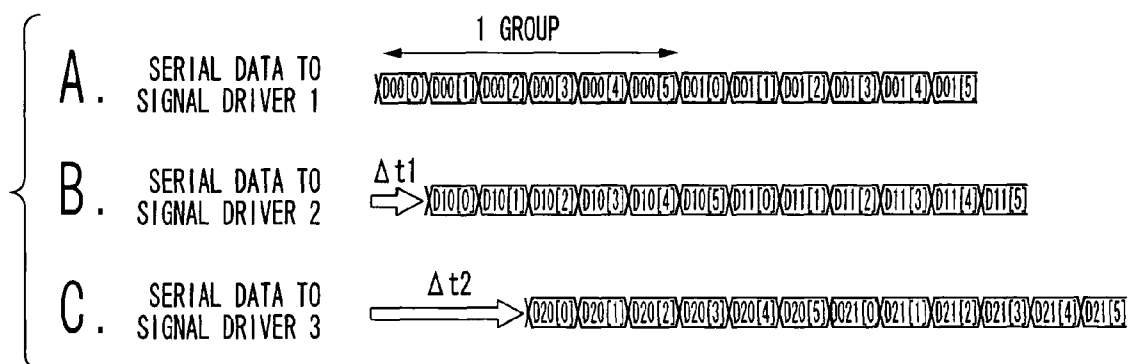 1 GROUP
A. SERIAL DATA TO SIGNAL DRIVER 1
D00[0] D00[1] D00[2] D00[3] D00[4] D00[5] D01[0] D01[1] D01[2] D01[3] D01[4] D01[5]
B. SERIAL DATA TO SIGNAL DRIVER 2
Δt1
D10[0] D10[1] D10[2] D10[3] D10[4] D10[5] D11[0] D11[1] D11[2] D11[3] D11[4] D11[5]
C. SERIAL DATA TO SIGNAL DRIVER 3
Δt2
D20[0] D20[1] D20[2] D20[3] D20[4] D20[5] D021[0] D21[1] D21[2] D21[3] D21[4] D21[5]